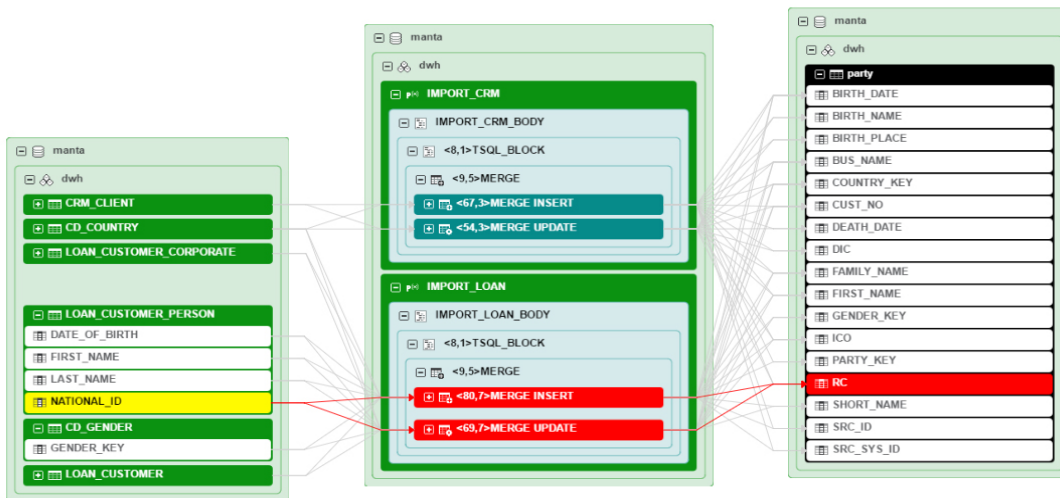 manta
dwh
CRM_CLIENT
CD_COUNTRY
LOAN_CUSTOMER_CORPORATE
LOAN_CUSTOMER_PERSON
DATE_OF_BIRTH
FIRST_NAME
LAST_NAME
NATIONAL_ID
CD_GENDER
GENDER_KEY
LOAN_CUSTOMER
manta
dwh
IMPORT_CRM
IMPORT_CRM_BODY
<8,1>TSQL_BLOCK
<9,5>MERGE
<67,3>MERGE INSERT
<54,3>MERGE UPDATE
IMPORT_LOAN
IMPORT_LOAN_BODY
<8,1>TSQL_BLOCK
<9,5>MERGE
<80,7>MERGE INSERT
<69,7>MERGE UPDATE
manta
dwh
party
BIRTH_DATE
BIRTH_NAME
BIRTH_PLACE
BUS_NAME
COUNTRY_KEY
CUST_NO
DEATH_DATE
DIC
FAMILY_NAME
FIRST_NAME
GENDER_KEY
ICO
PARTY_KEY
RC
SHORT_NAME
SRC_ID
SRC_SYS_ID